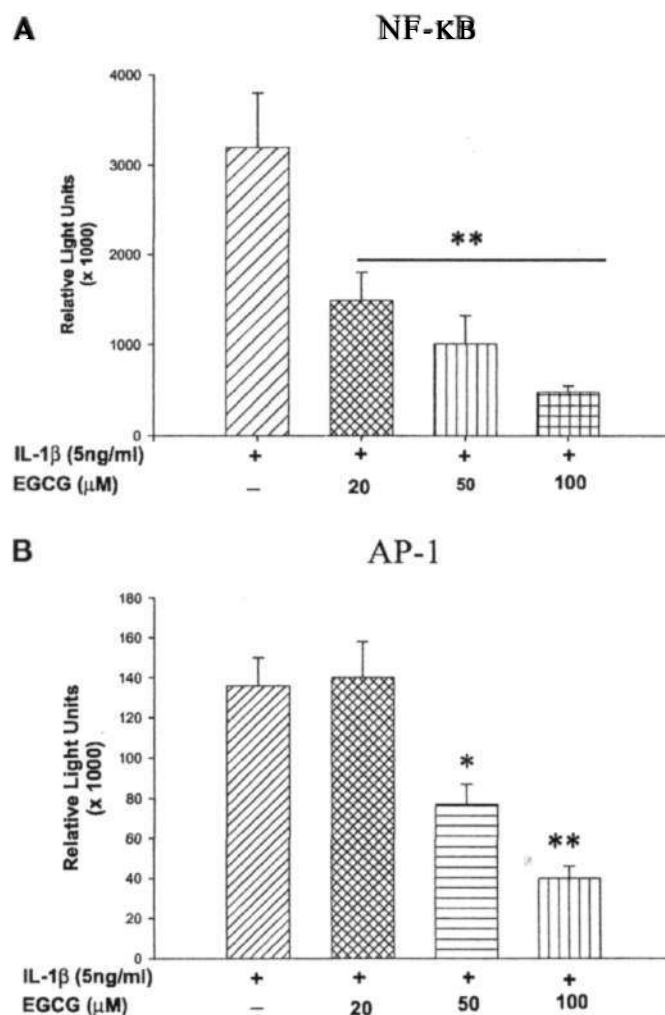 A
NF-κB
4000
3000
2000
1000
0
Relative Light Units
(x 1000)
**
IL-1β (5ng/ml) + + + +
EGCG (μM) – 20 50 100
B
AP-1
180
160
140
120
100
80
60
40
20
0
Relative Light Units
(x 1000)
*
**
IL-1β (5ng/ml) + + + +
EGCG (μM) – 20 50 100